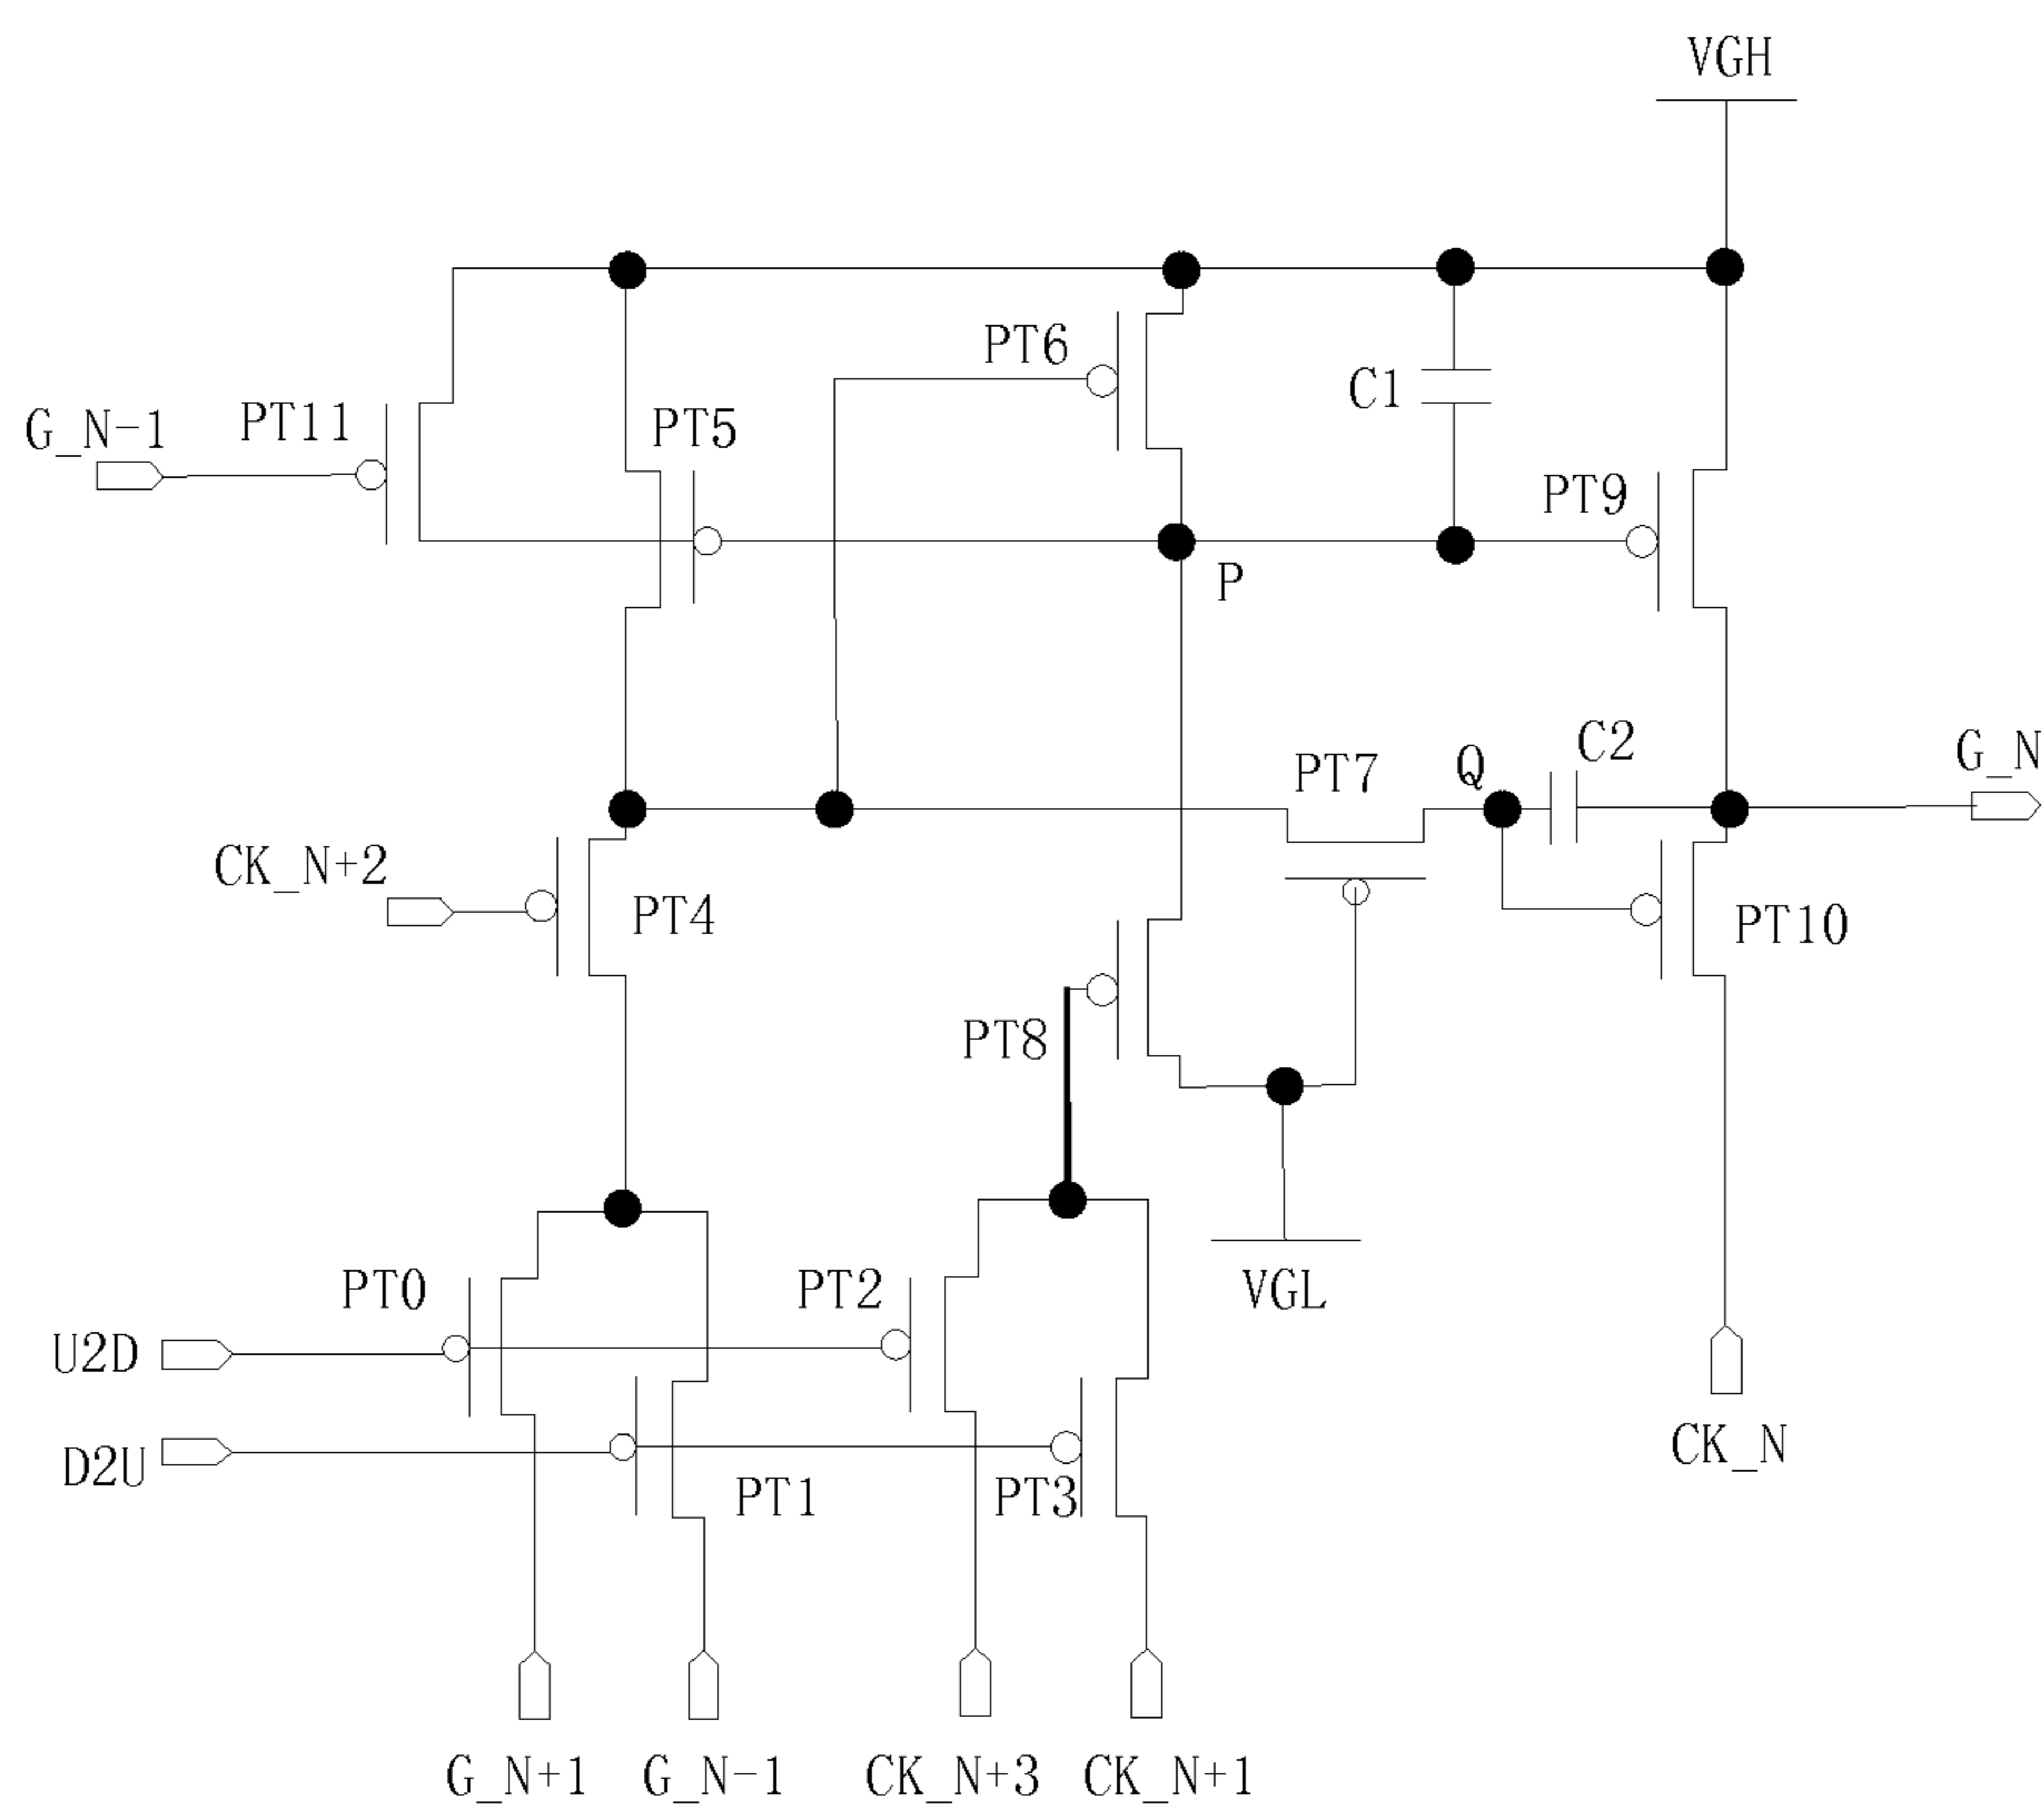 VGH
PT6
C1
G_N-1
PT11
PT5
PT9
P
PT7
Q
C2
G_N
CK_N+2
PT4
PT10
PT8
PT0
PT2
VGL
U2D
D2U
PT1
PT3
CK_N
G_N+1
G_N-1
CK_N+3
CK_N+1